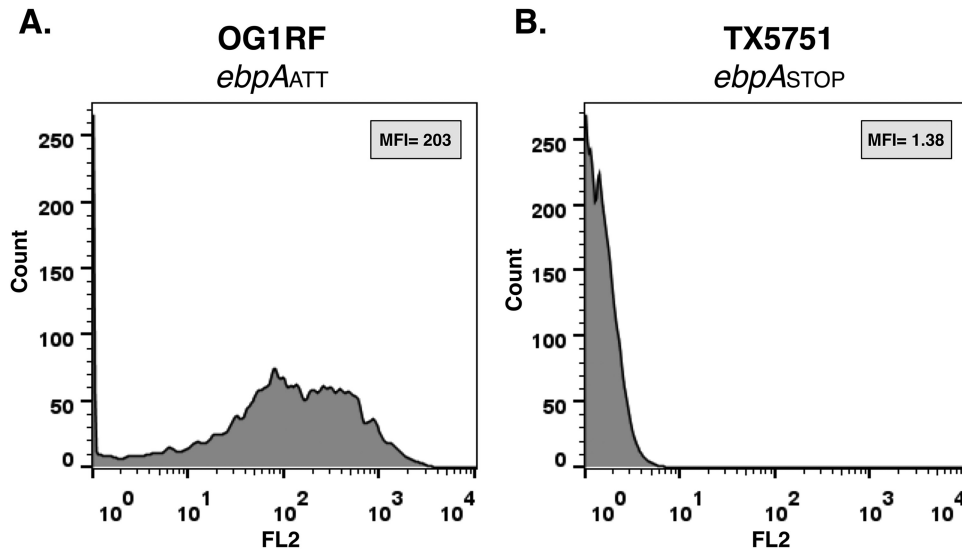 A.
OG1RF
ebpAATT
MFI= 203
250
200
150
100
50
0
Count
10^0 10^1 10^2 10^3 10^4
FL2
B.
TX5751
ebpASTOP
MFI= 1.38
250
200
150
100
50
0
Count
10^0 10^1 10^2 10^3 10^4
FL2